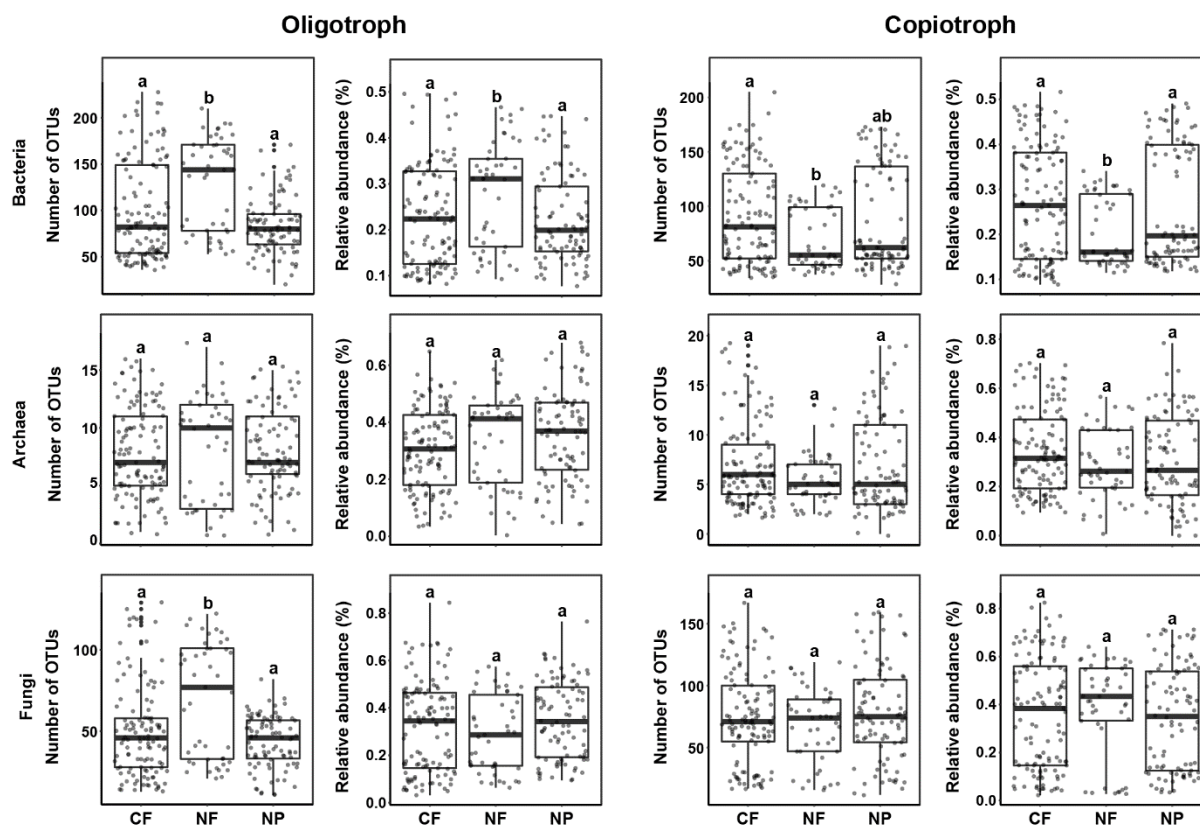 Oligotroph
Copiotroph
Bacteria
Number of OTUs
200
150
100
50
a
b
a
Relative abundance (%)
0.5
0.4
0.3
0.2
0.1
a
b
a
Number of OTUs
200
150
100
50
a
b
ab
Relative abundance (%)
0.5
0.4
0.3
0.2
0.1
a
b
a
Archaea
Number of OTUs
15
10
5
0
a
a
a
Relative abundance (%)
0.6
0.4
0.2
0.0
a
a
a
Number of OTUs
20
15
10
5
0
a
a
a
Relative abundance (%)
0.8
0.6
0.4
0.2
0.0
a
a
a
Fungi
Number of OTUs
100
50
a
b
a
Relative abundance (%)
0.8
0.6
0.4
0.2
0.0
a
a
a
Number of OTUs
150
100
50
a
a
a
Relative abundance (%)
0.8
0.6
0.4
0.2
0.0
a
a
a
CF NF NP
CF NF NP
CF NF NP
CF NF NP